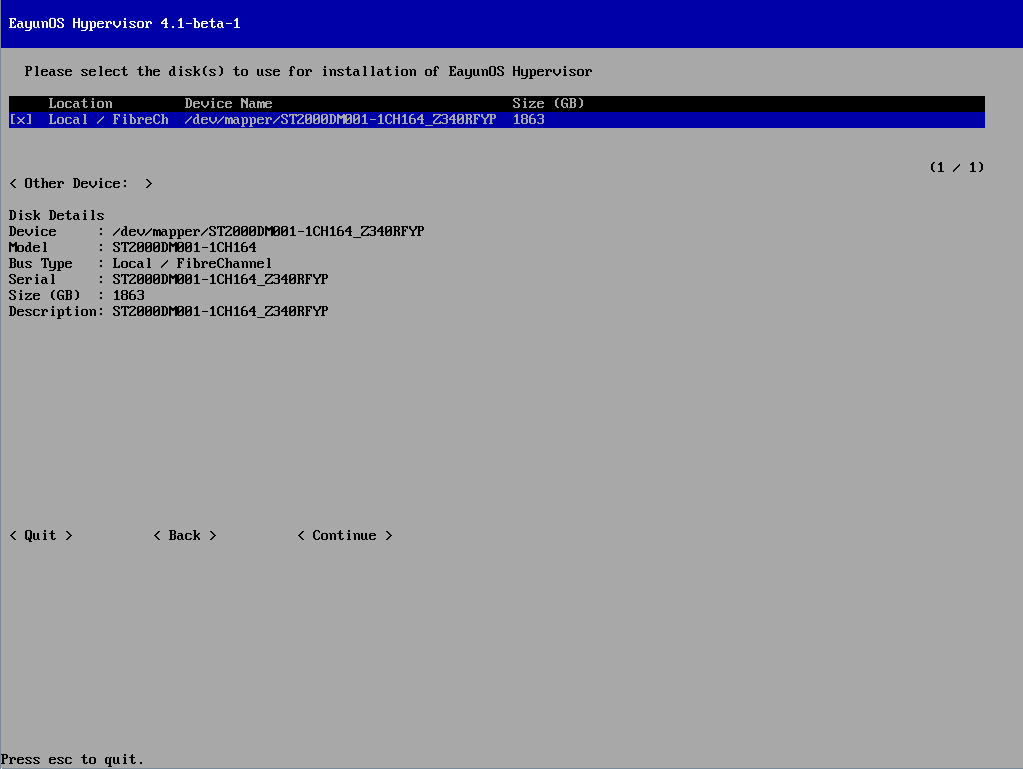 EayunOS Hypervisor 4.1-beta-1
Please select the disk(s) to use for installation of EayunOS Hypervisor
Location Device Name Size (GB)
[x] Local / FibreCh /dev/mapper/ST2000DM001-1CH164_Z340RFYP 1863
(1 / 1)
< Other Device: >
Disk Details
Device : /dev/mapper/ST2000DM001-1CH164_Z340RFYP
Model : ST2000DM001-1CH164
Bus Type : Local / FibreChannel
Serial : ST2000DM001-1CH164_Z340RFYP
Size (GB) : 1863
Description: ST2000DM001-1CH164_Z340RFYP
< Quit > < Back > < Continue >
Press esc to quit.